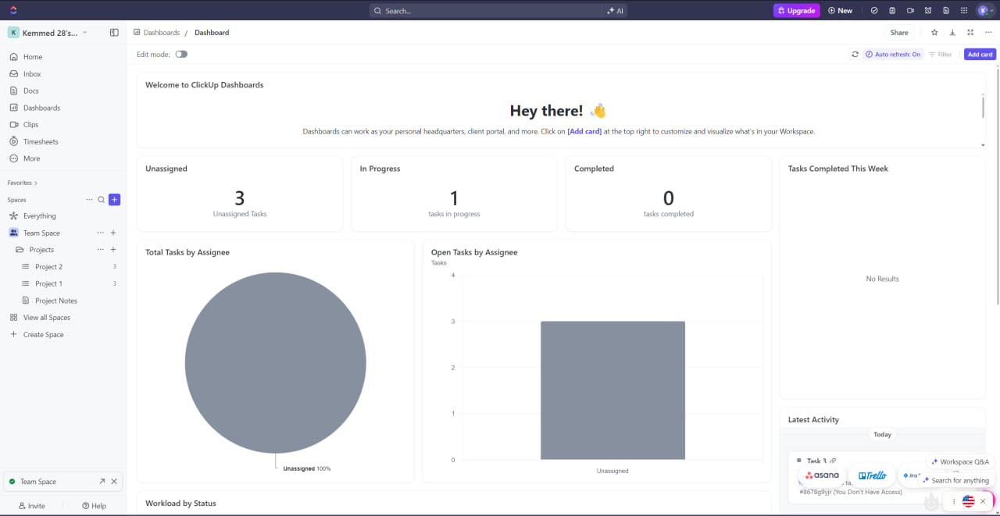 Search...
AI
Upgrade
New
K
K
Kemmed 28's...
Dashboards / Dashboard
Share
Edit mode:
Auto refresh: On
Filter
Add card
Home
Inbox
Docs
Dashboards
Clips
Timesheets
More
Favorites
Spaces
Everything
Team Space
Projects
Project 2 3
Project 1 3
Project Notes
View all Spaces
Create Space
Team Space
Invite
Help
Welcome to ClickUp Dashboards
Hey there! 👋
Dashboards can work as your personal headquarters, client portal, and more. Click on [Add card] at the top right to customize and visualize what's in your Workspace.
Unassigned
3
Unassigned Tasks
In Progress
1
tasks in progress
Completed
0
tasks completed
Tasks Completed This Week
No Results
Total Tasks by Assignee
Unassigned 100%
Open Tasks by Assignee
Tasks
4
3
2
1
0
Unassigned
Latest Activity
Today
Task 3
Workspace Q&A
asana
Trello
Jira
Search for anything
#8678g9yjr (You Don't Have Access)
Workload by Status